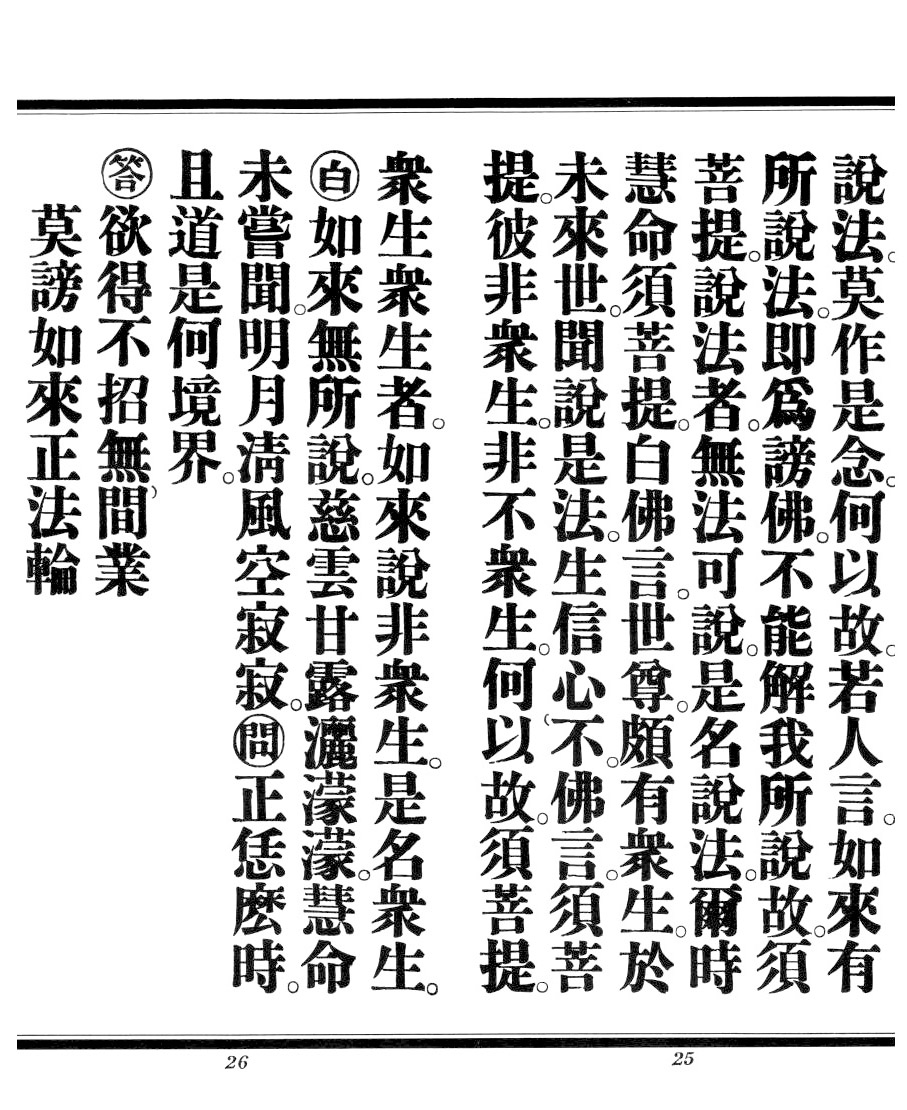 說法。莫作是念。何以故。若人言。如來有
所說法。即爲謗佛。不能解我所說故。須
菩提。說法者。無法可說。是名說法。爾時
慧命須菩提。白佛言。世尊。頗有衆生。於
未來世。聞說是法。生信心不。佛言。須菩
提。彼非衆生。非不衆生。何以故。須菩提。
25
衆生衆生者。如來說非衆生。是名衆生。
白如來無所說。慈雲甘露灑濛濛。慧命
未嘗聞。明月淸風空寂寂。問正恁麽時。
且道是何境界。
答欲得不招無間業
莫謗如來正法輪
26